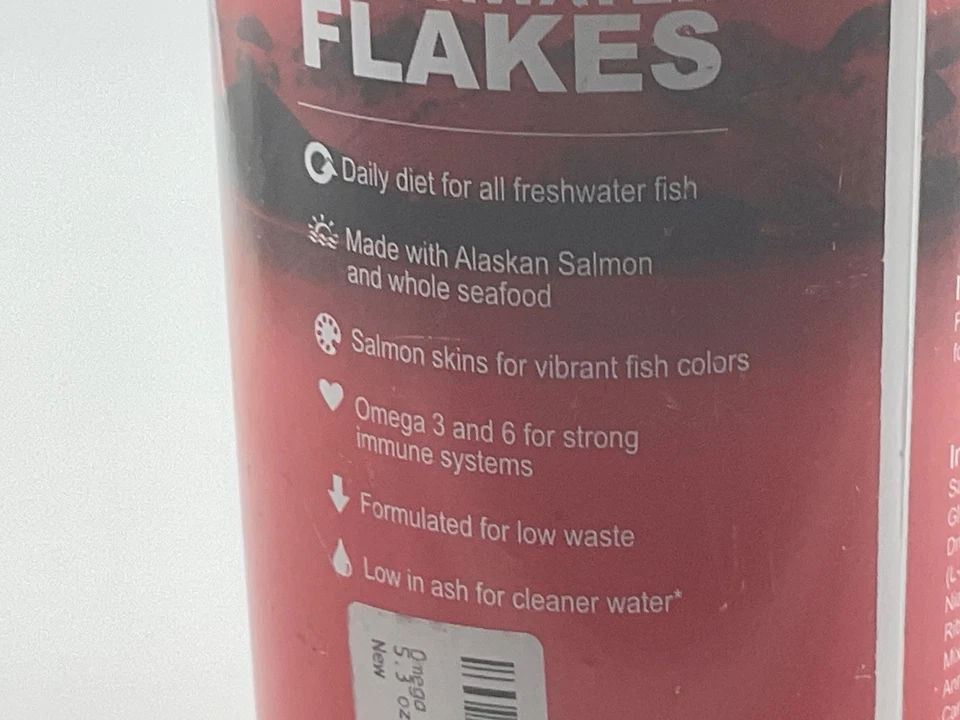 FLAKES
Daily diet for all freshwater fish
Made with Alaskan Salmon
and whole seafood
Salmon skins for vibrant fish colors
Omega 3 and 6 for strong
immune systems
Formulated for low waste
Low in ash for cleaner water*
Omega
5.3 oz
New